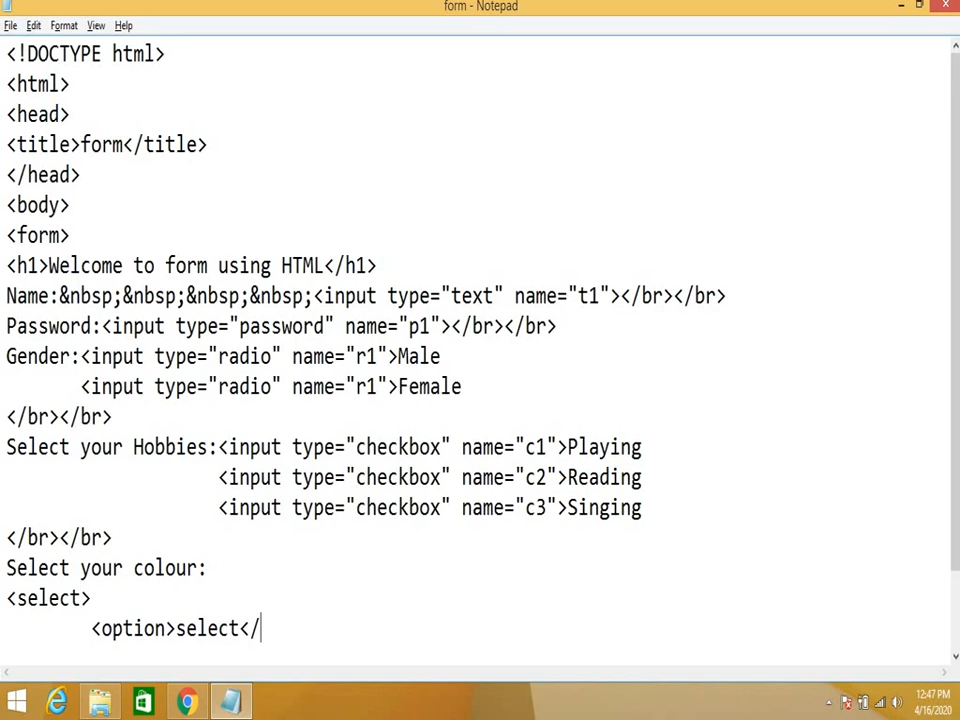 form - Notepad
File Edit Format View Help
<!DOCTYPE html>
<html>
<head>
<title>form</title>
</head>
<body>
<form>
<h1>Welcome to form using HTML</h1>
Name:&nbsp;&nbsp;&nbsp;&nbsp;<input type="text" name="t1"></br></br>
Password:<input type="password" name="p1"></br></br>
Gender:<input type="radio" name="r1">Male
<input type="radio" name="r1">Female
</br></br>
Select your Hobbies:<input type="checkbox" name="c1">Playing
<input type="checkbox" name="c2">Reading
<input type="checkbox" name="c3">Singing
</br></br>
Select your colour:
<select>
<option>select</
12:47 PM
4/16/2020